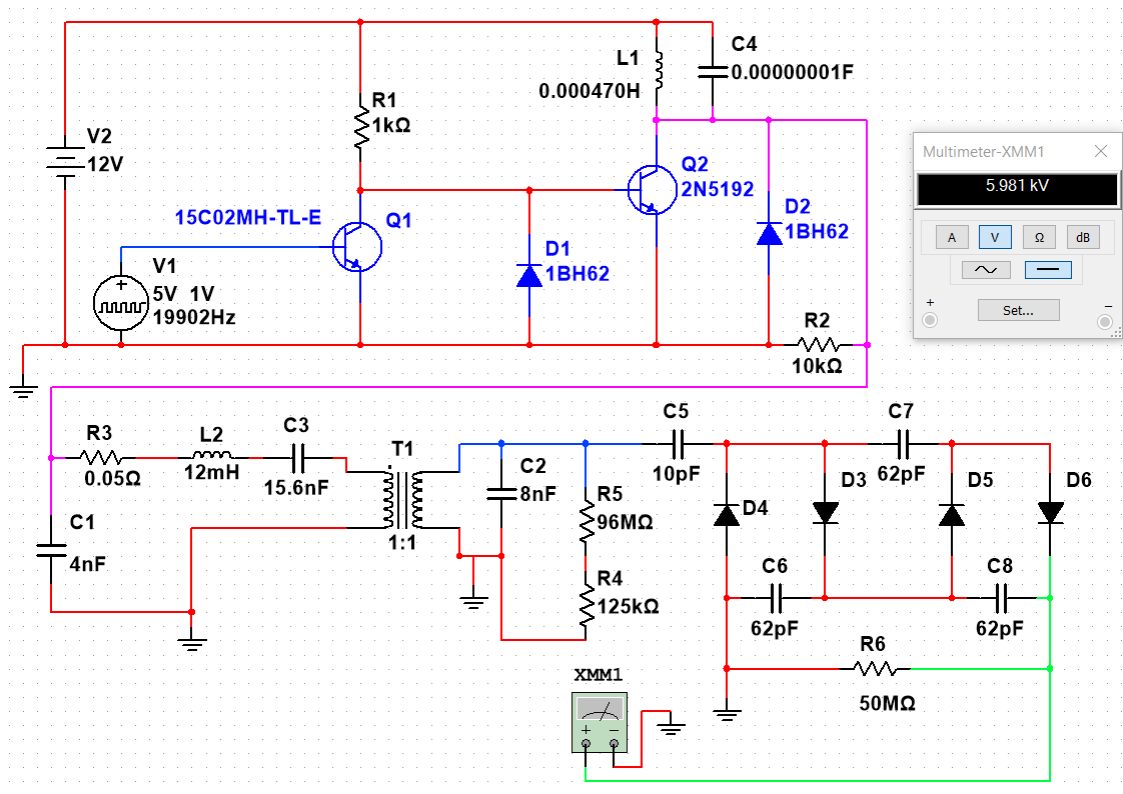 L1
0.000470H
C4
0.00000001F
R1
1kΩ
V2
12V
Multimeter-XMM1
5.981 kV
A
V
Ω
dB
+
Set...
−
15C02MH-TL-E
Q1
Q2
2N5192
D1
1BH62
D2
1BH62
V1
+
5V 1V
19902Hz
R2
10kΩ
R3
0.05Ω
L2
12mH
C3
15.6nF
T1
1:1
C1
4nF
C2
8nF
R5
96MΩ
R4
125kΩ
C5
10pF
C7
62pF
D4
D3
D5
D6
C6
62pF
C8
62pF
R6
50MΩ
XMM1
+ −